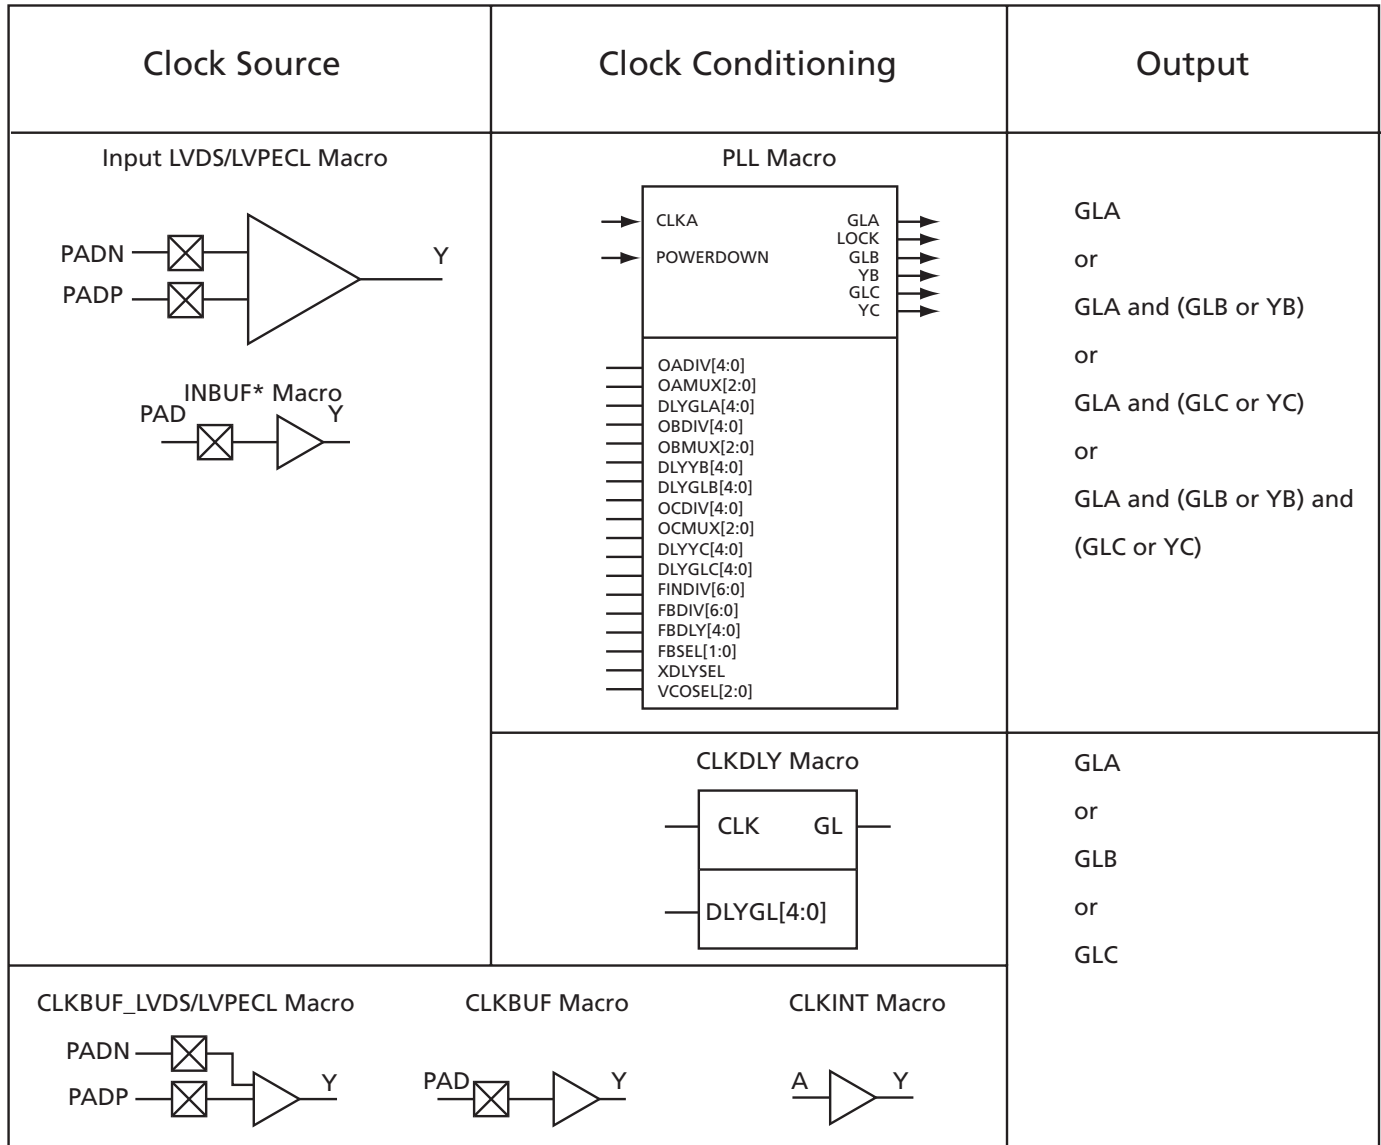 Clock Source
Clock Conditioning
Output
Input LVDS/LVPECL Macro
PADN
PADP
Y
INBUF* Macro
PAD
Y
PLL Macro
CLKA
POWERDOWN
GLA
LOCK
GLB
YB
GLC
YC
OADIV[4:0]
OAMUX[2:0]
DLYGLA[4:0]
OBDIV[4:0]
OBMUX[2:0]
DLYYB[4:0]
DLYGLB[4:0]
OCDIV[4:0]
OCMUX[2:0]
DLYYC[4:0]
DLYGLC[4:0]
FINDIV[6:0]
FBDIV[6:0]
FBDLY[4:0]
FBSEL[1:0]
XDLYSEL
VCOSEL[2:0]
GLA
or
GLA and (GLB or YB)
or
GLA and (GLC or YC)
or
GLA and (GLB or YB) and
(GLC or YC)
CLKDLY Macro
CLK GL
DLYGL[4:0]
GLA
or
GLB
or
GLC
CLKBUF_LVDS/LVPECL Macro
PADN
PADP
Y
CLKBUF Macro
PAD
Y
CLKINT Macro
A
Y